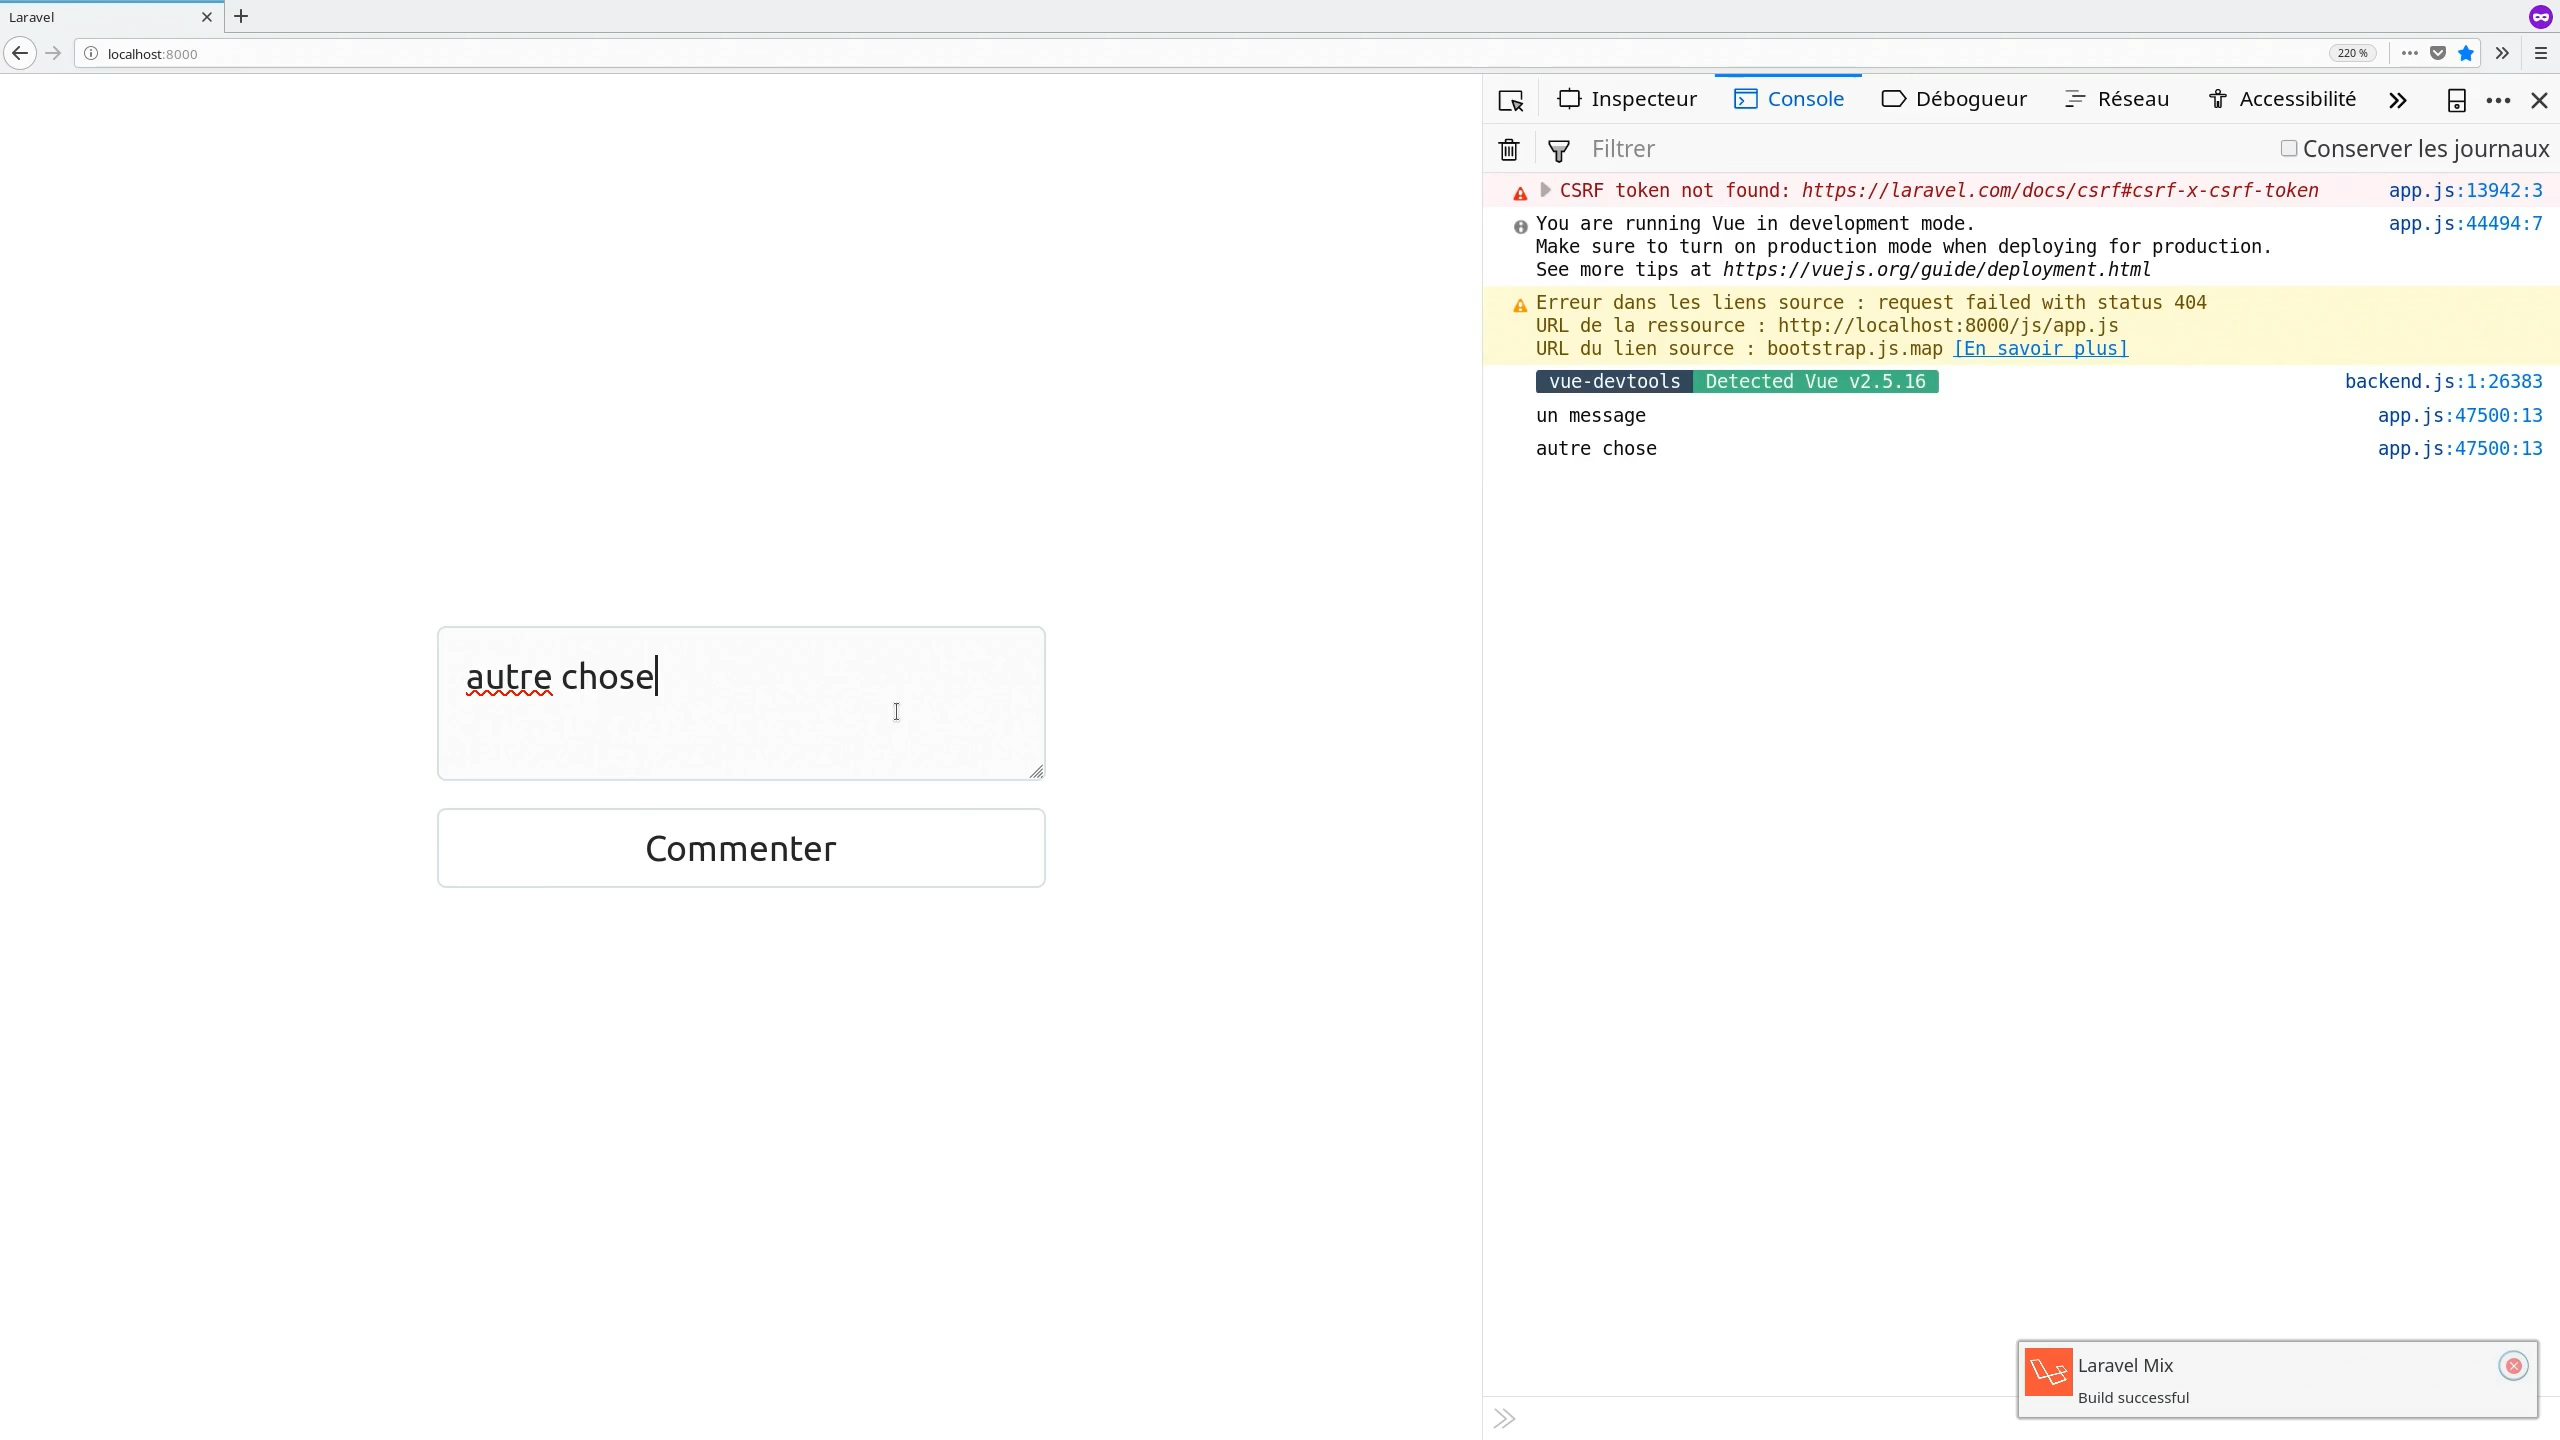 Laravel
localhost:8000
220 %
Inspecteur
Console
Débogueur
Réseau
Accessibilité
Filtrer
Conserver les journaux
CSRF token not found: https://laravel.com/docs/csrf#csrf-x-csrf-token app.js:13942:3
You are running Vue in development mode. app.js:44494:7
Make sure to turn on production mode when deploying for production.
See more tips at https://vuejs.org/guide/deployment.html
Erreur dans les liens source : request failed with status 404
URL de la ressource : http://localhost:8000/js/app.js
URL du lien source : bootstrap.js.map [En savoir plus]
vue-devtools Detected Vue v2.5.16 backend.js:1:26383
un message app.js:47500:13
autre chose app.js:47500:13
autre chose
Commenter
Laravel Mix
Build successful